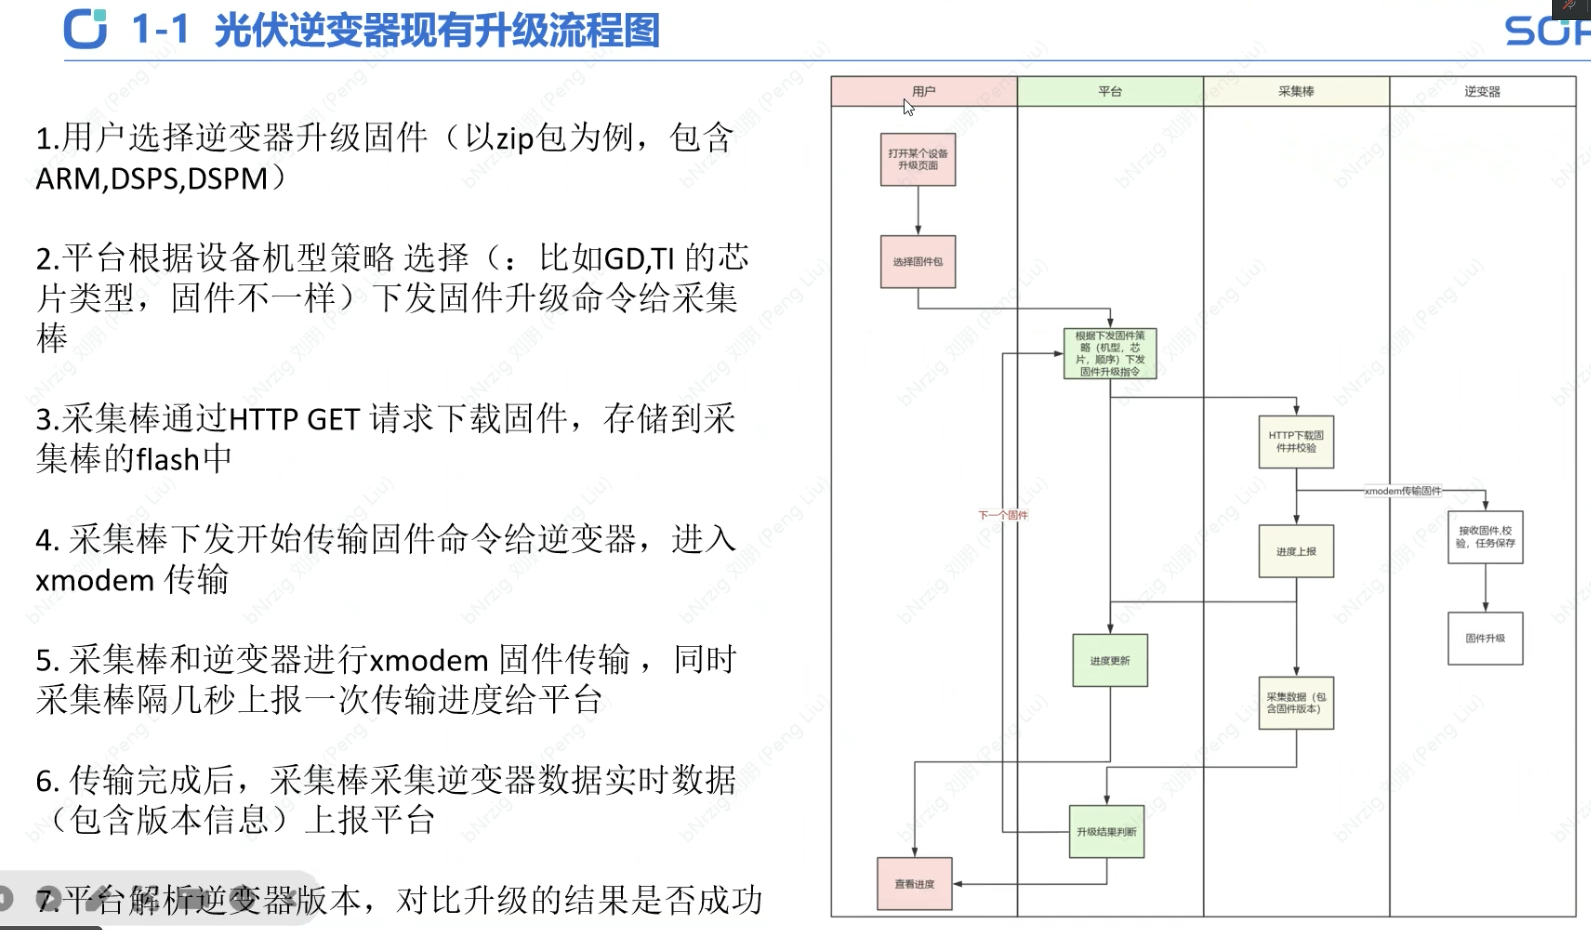 1-1 光伏逆变器现有升级流程图
1.用户选择逆变器升级固件（以zip包为例，包含
ARM,DSPS,DSPM）
2.平台根据设备机型策略 选择（：比如GD,TI 的芯
片类型，固件不一样）下发固件升级命令给采集
棒
3.采集棒通过HTTP GET 请求下载固件，存储到采
集棒的flash中
4. 采集棒下发开始传输固件命令给逆变器，进入
xmodem 传输
5. 采集棒和逆变器进行xmodem 固件传输 ，同时
采集棒隔几秒上报一次传输进度给平台
6. 传输完成后，采集棒采集逆变器数据实时数据
（包含版本信息）上报平台
7.平台解析逆变器版本，对比升级的结果是否成功
用户
平台
采集棒
逆变器
打开某个设备
升级页面
选择固件包
根据下发固件策
略（机型，芯
片，顺序）下发
固件升级指令
HTTP下载固
件并校验
xmodem传输固件
下一个固件
接收固件,校
验，任务保存
进度上报
固件升级
进度更新
采集数据（包
含固件版本）
升级结果判断
查看进度
bNrzig 刘朋 (Peng Liu)